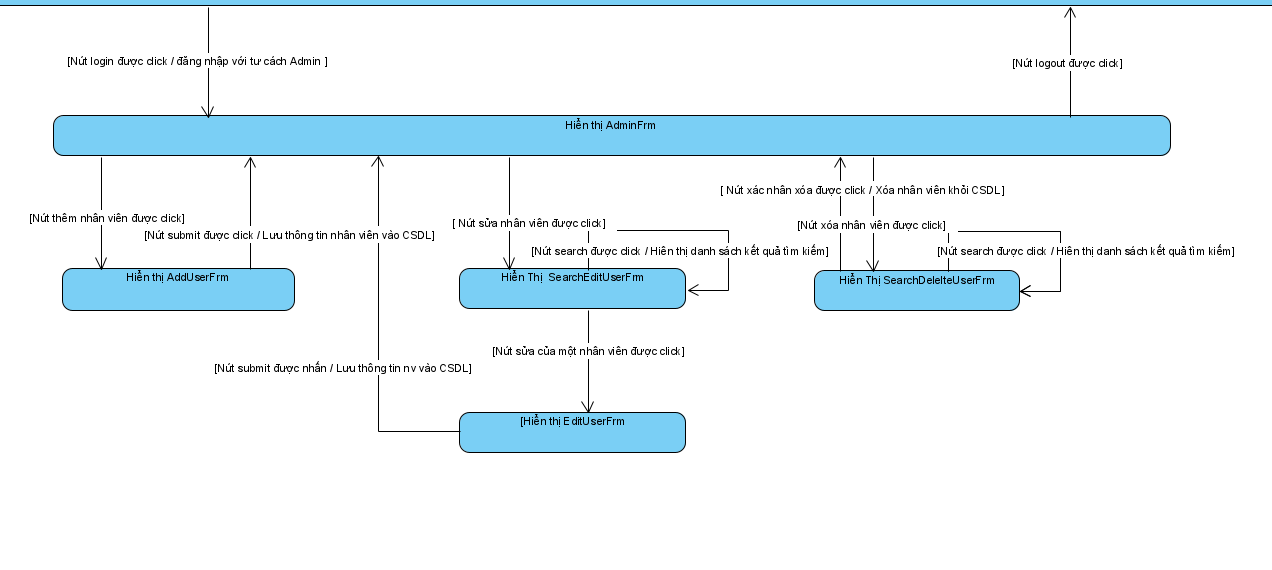 [Nút login được click / đăng nhập với tư cách Admin ]
[Nút logout được click]
Hiển thị AdminFrm
[ Nút xác nhân xóa được click / Xóa nhân viên khỏi CSDL]
[Nút thêm nhân viên được click]
[ Nút sửa nhân viên được click]
[Nút xóa nhân viên được click]
[Nút submit được click / Lưu thông tin nhân viên vào CSDL]
[Nút search được click / Hiên thị danh sách kết quả tìm kiếm]
[Nút search được click / Hiên thị danh sách kết quả tìm kiếm]
Hiển thị AddUserFrm
Hiển Thị SearchEditUserFrm
Hiển Thị SearchDelelteUserFrm
[Nút sửa của một nhân viên được click]
[Nút submit được nhấn / Lưu thông tin nv vào CSDL]
[Hiển thị EditUserFrm